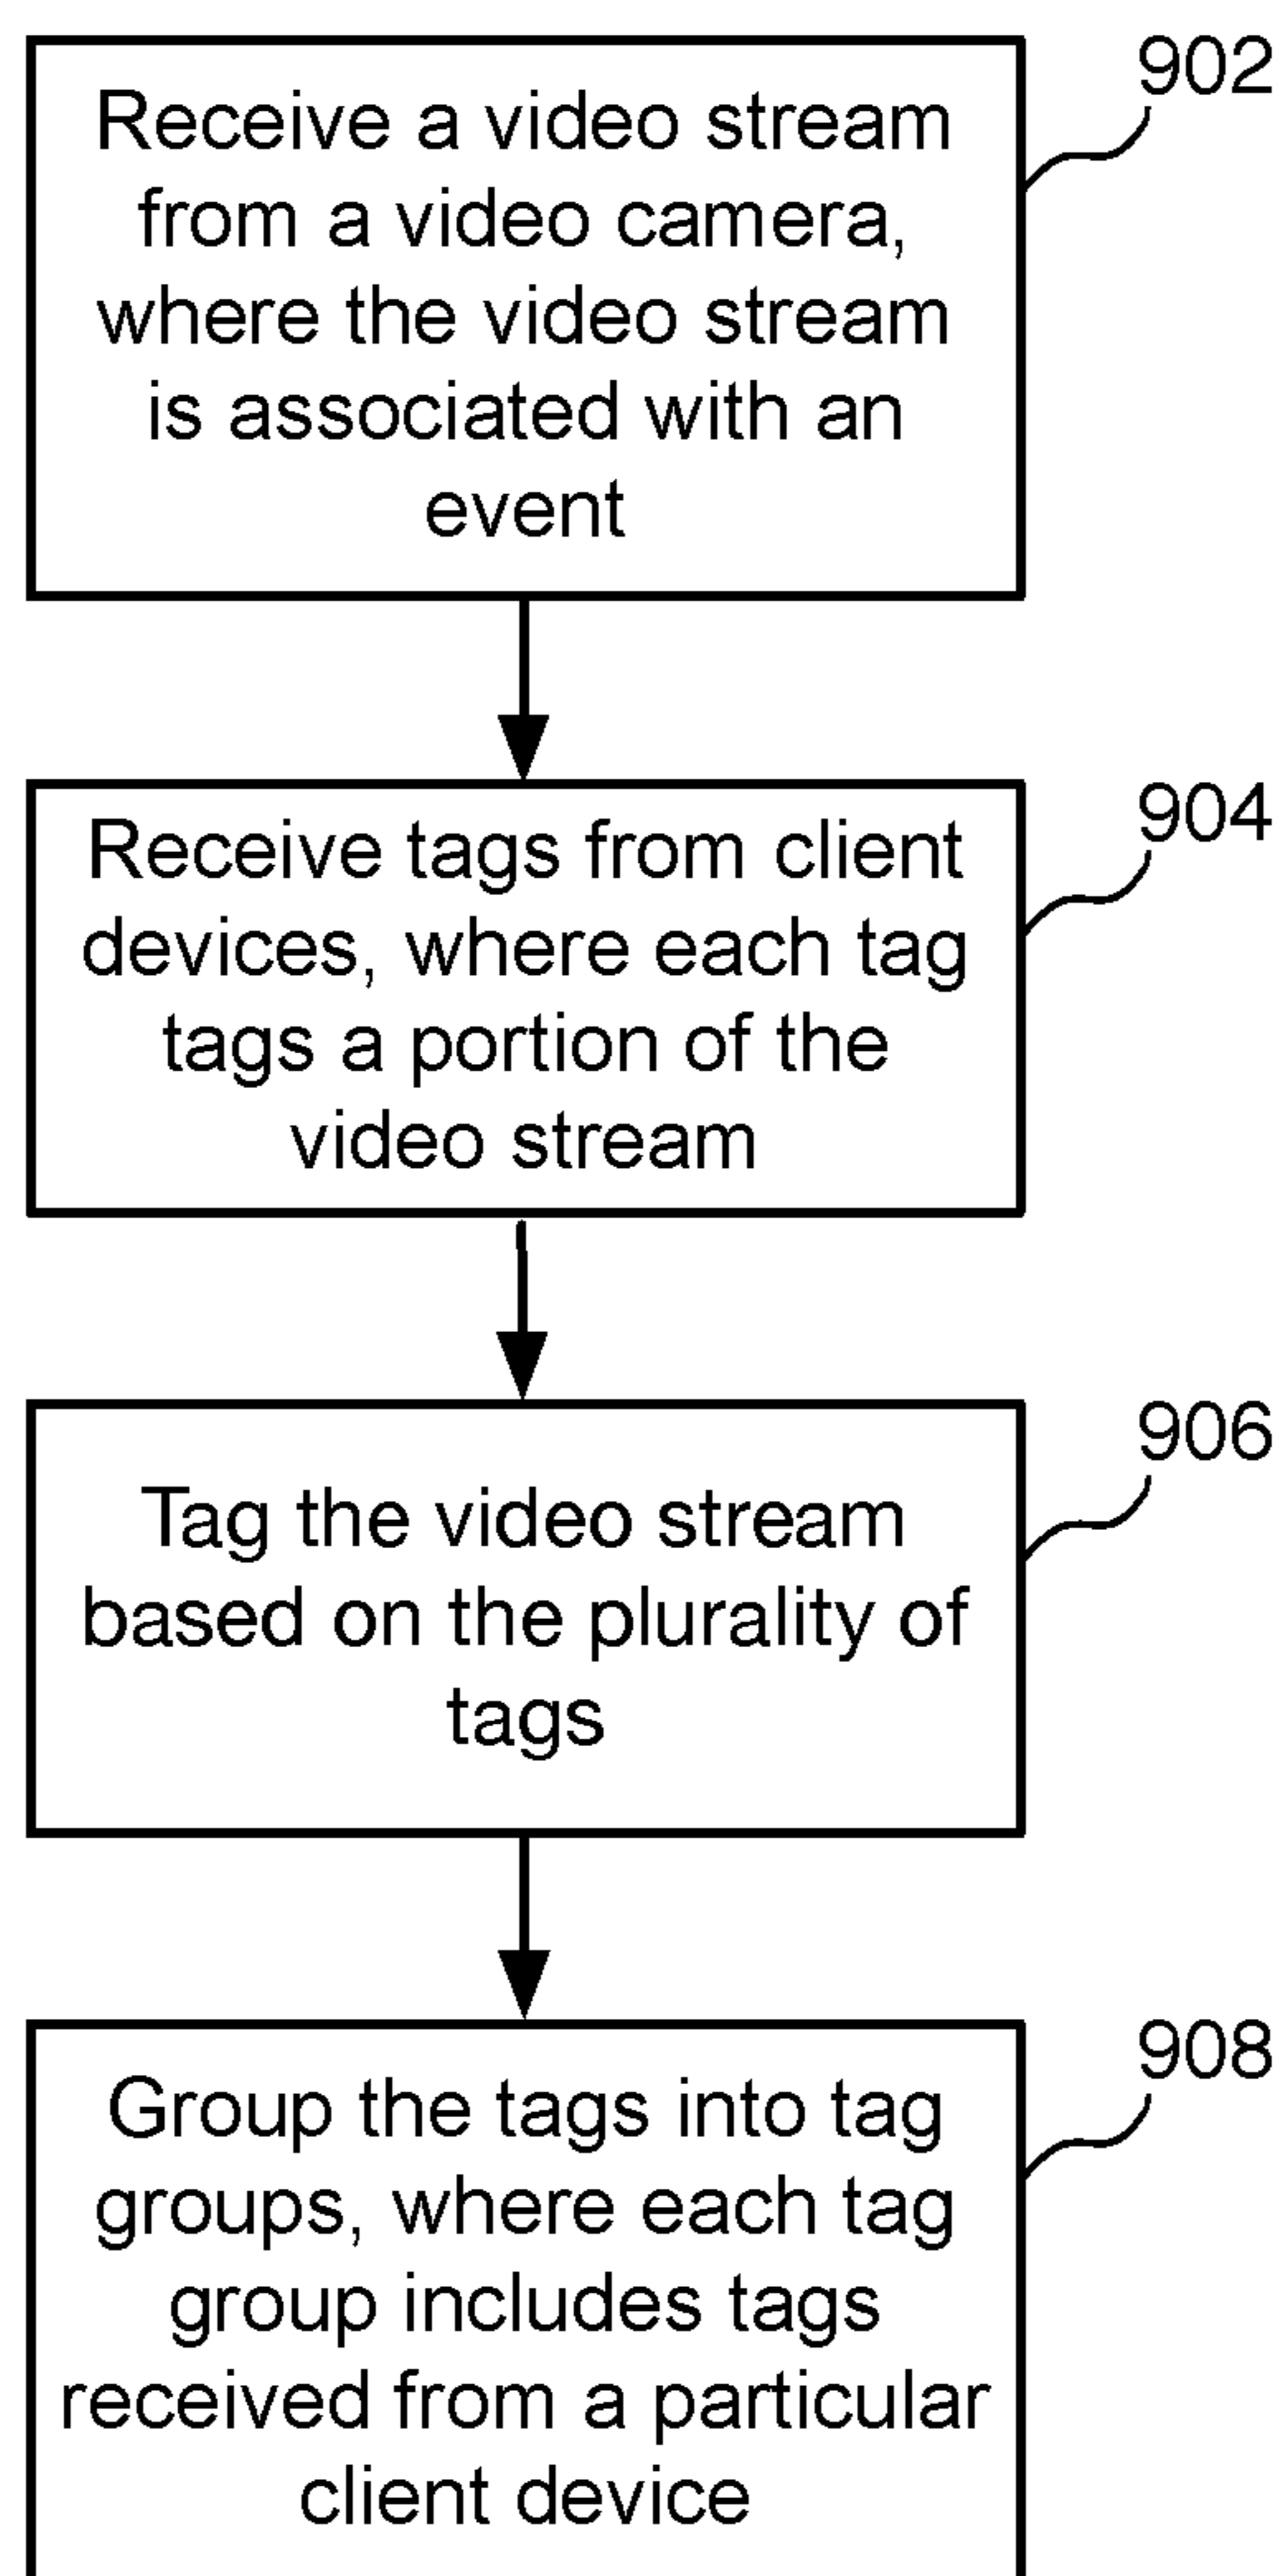 902
Receive a video stream
from a video camera,
where the video stream
is associated with an
event
904
Receive tags from client
devices, where each tag
tags a portion of the
video stream
906
Tag the video stream
based on the plurality of
tags
908
Group the tags into tag
groups, where each tag
group includes tags
received from a particular
client device